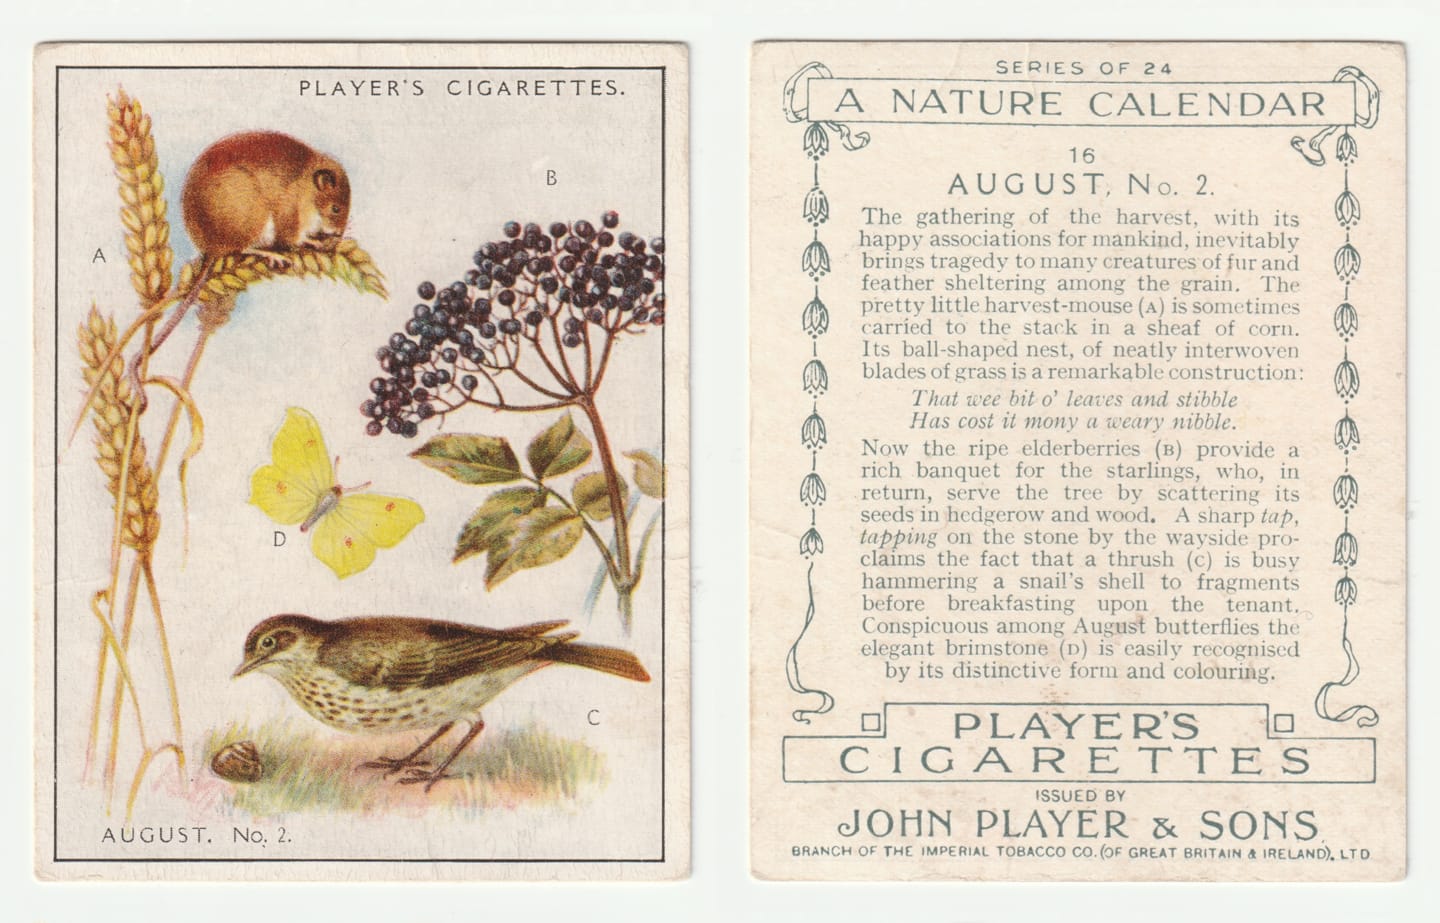 PLAYER'S CIGARETTES.
B
A
D
C
AUGUST. No. 2.
SERIES OF 24
A NATURE CALENDAR
16
AUGUST, No. 2.
The gathering of the harvest, with its
happy associations for mankind, inevitably
brings tragedy to many creatures of fur and
feather sheltering among the grain. The
pretty little harvest-mouse (A) is sometimes
carried to the stack in a sheaf of corn.
Its ball-shaped nest, of neatly interwoven
blades of grass is a remarkable construction:
That wee bit o' leaves and stibble
Has cost it mony a weary nibble.
Now the ripe elderberries (B) provide a
rich banquet for the starlings, who, in
return, serve the tree by scattering its
seeds in hedgerow and wood. A sharp tap,
tapping on the stone by the wayside pro-
claims the fact that a thrush (C) is busy
hammering a snail's shell to fragments
before breakfasting upon the tenant.
Conspicuous among August butterflies the
elegant brimstone (D) is easily recognised
by its distinctive form and colouring.
PLAYER'S
CIGARETTES
ISSUED BY
JOHN PLAYER & SONS
BRANCH OF THE IMPERIAL TOBACCO CO. (OF GREAT BRITAIN & IRELAND), LTD